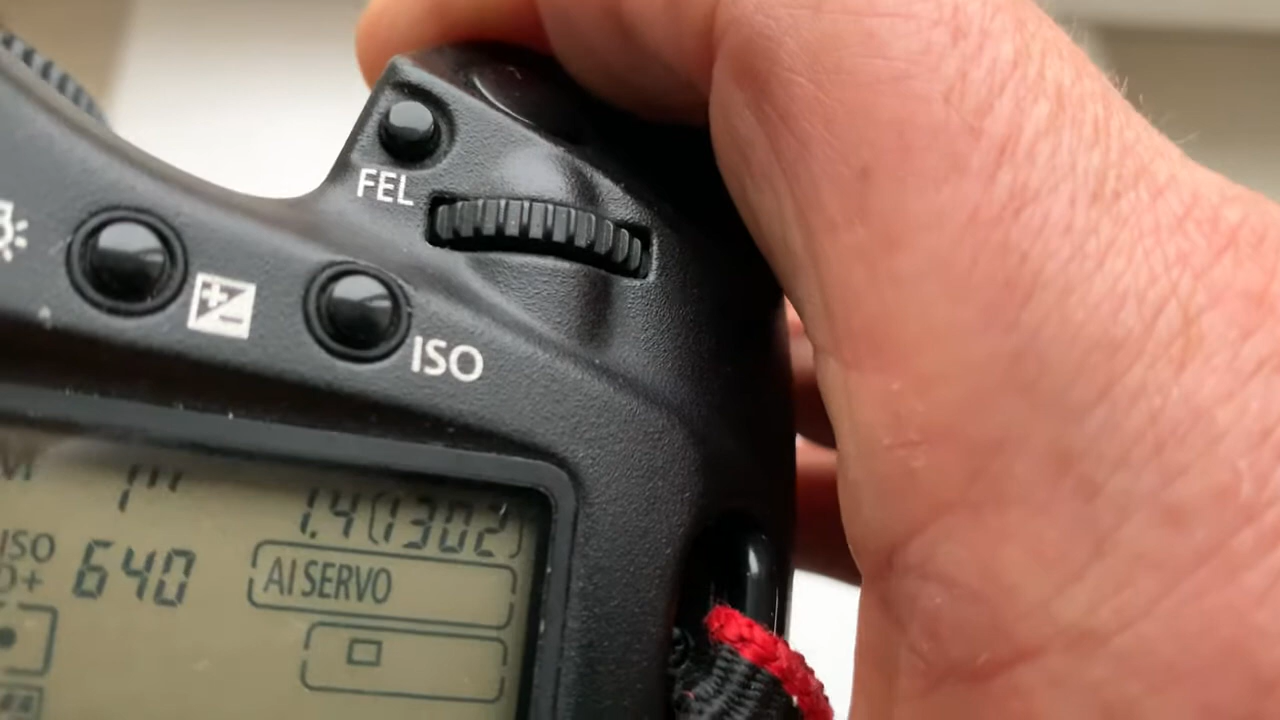 FEL
ISO
M 1"
1.4 (1302)
ISO
D+
640
AI SERVO